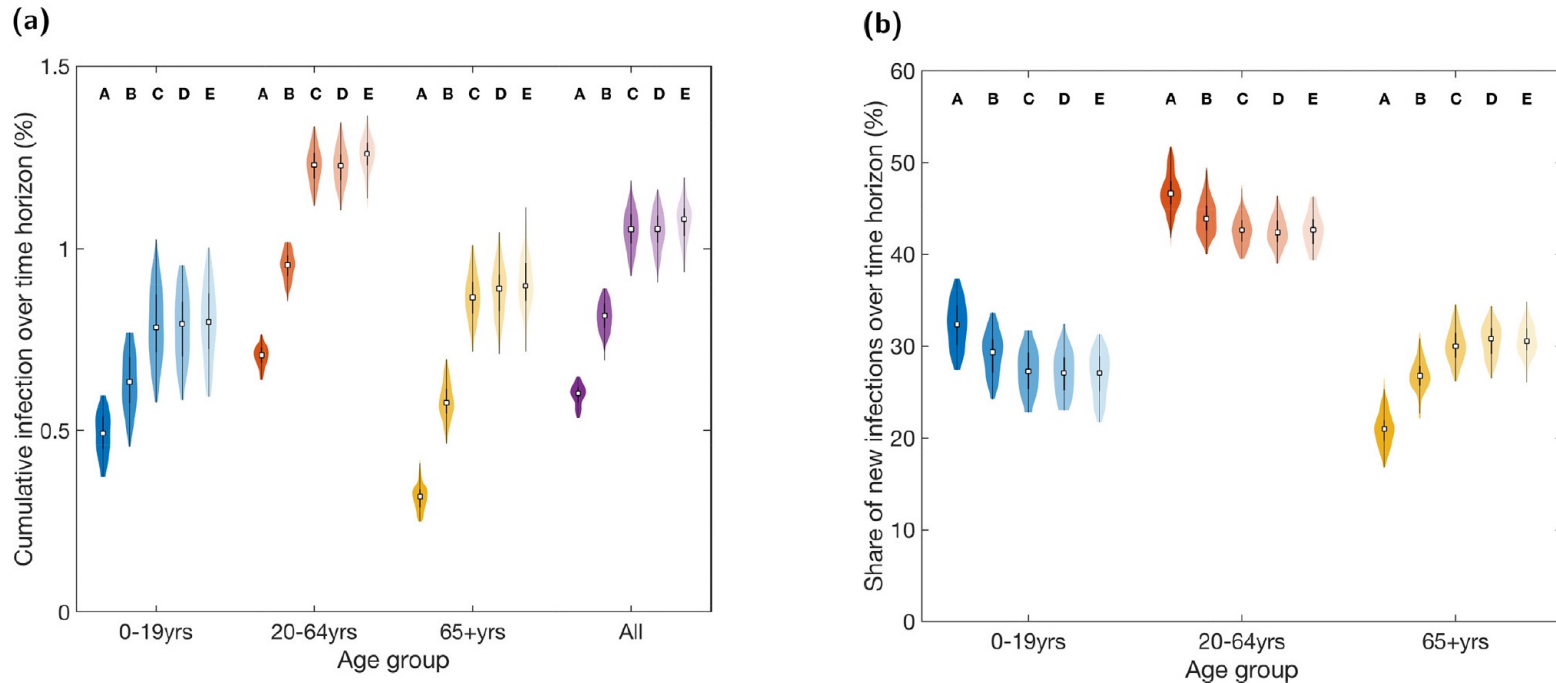 (a)
Cumulative infection over time horizon (%)
1.5
1
0.5
0
A B C D E A B C D E A B C D E A B C D E
0-19yrs 20-64yrs 65+yrs All
Age group
(b)
Share of new infections over time horizon (%)
60
50
40
30
20
10
0
A B C D E A B C D E A B C D E
0-19yrs 20-64yrs 65+yrs
Age group